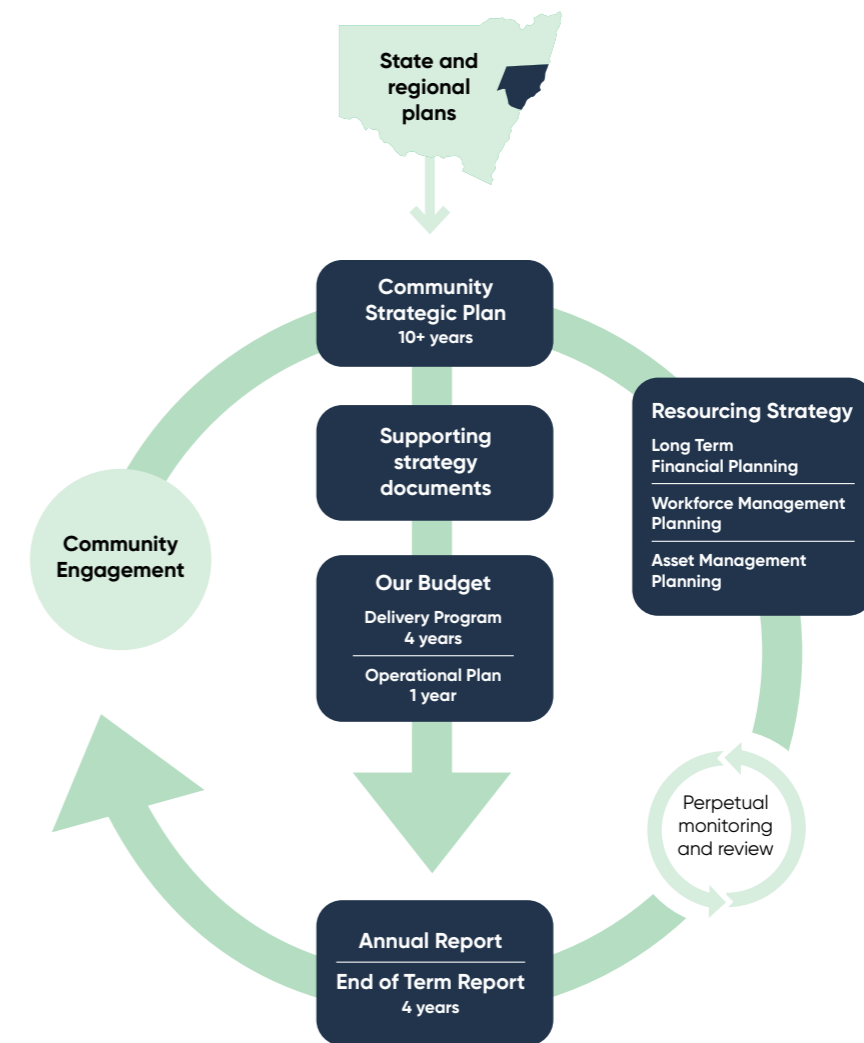 State and
regional
plans
Community
Strategic Plan
10+ years
Supporting
strategy
documents
Our Budget
Delivery Program
4 years
Operational Plan
1 year
Resourcing Strategy
Long Term
Financial Planning
Workforce Management
Planning
Asset Management
Planning
Community
Engagement
Perpetual
monitoring
and review
Annual Report
End of Term Report
4 years